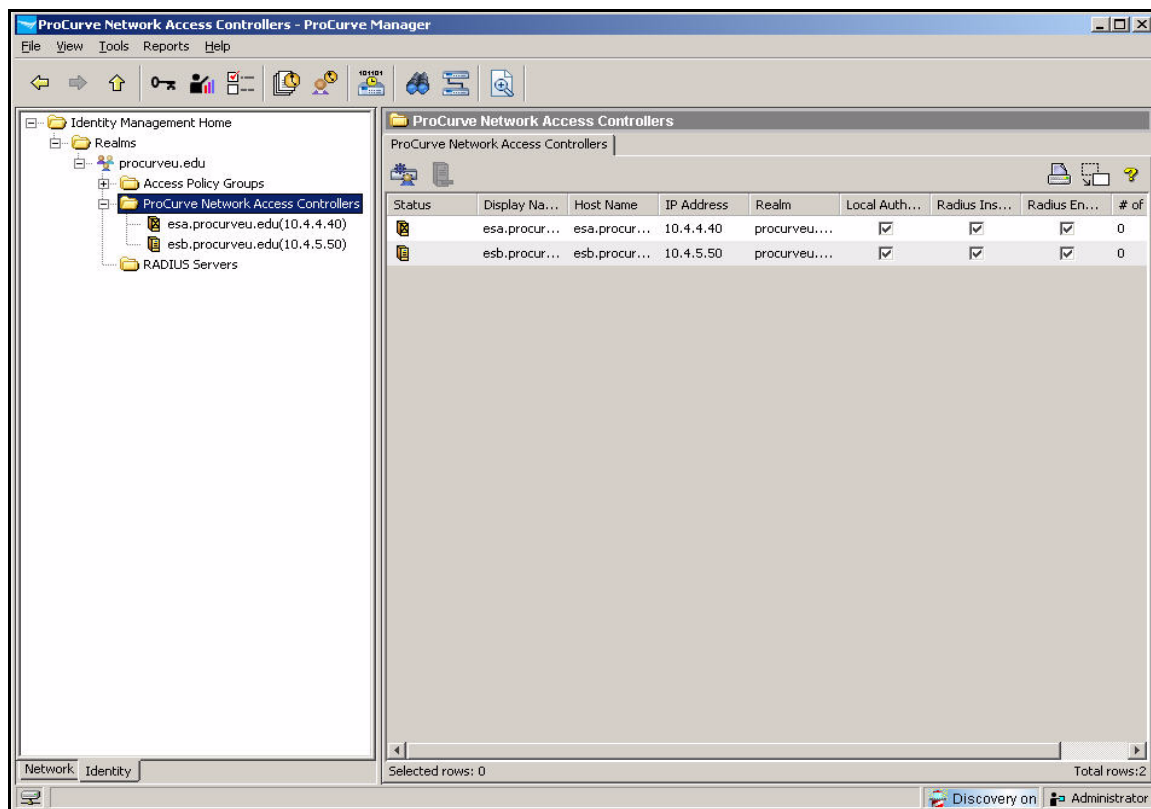 ProCurve Network Access Controllers - ProCurve Manager
File View Tools Reports Help
Identity Management Home
Realms
procurveu.edu
Access Policy Groups
ProCurve Network Access Controllers
esa.procurveu.edu(10.4.4.40)
esb.procurveu.edu(10.4.5.50)
RADIUS Servers
Network Identity
ProCurve Network Access Controllers
ProCurve Network Access Controllers
Status Display Na... Host Name IP Address Realm Local Auth... Radius Ins... Radius En... # of
esa.procur... esa.procur... 10.4.4.40 procurveu.... 0
esb.procur... esb.procur... 10.4.5.50 procurveu.... 0
Selected rows: 0 Total rows:2
Discovery on Administrator